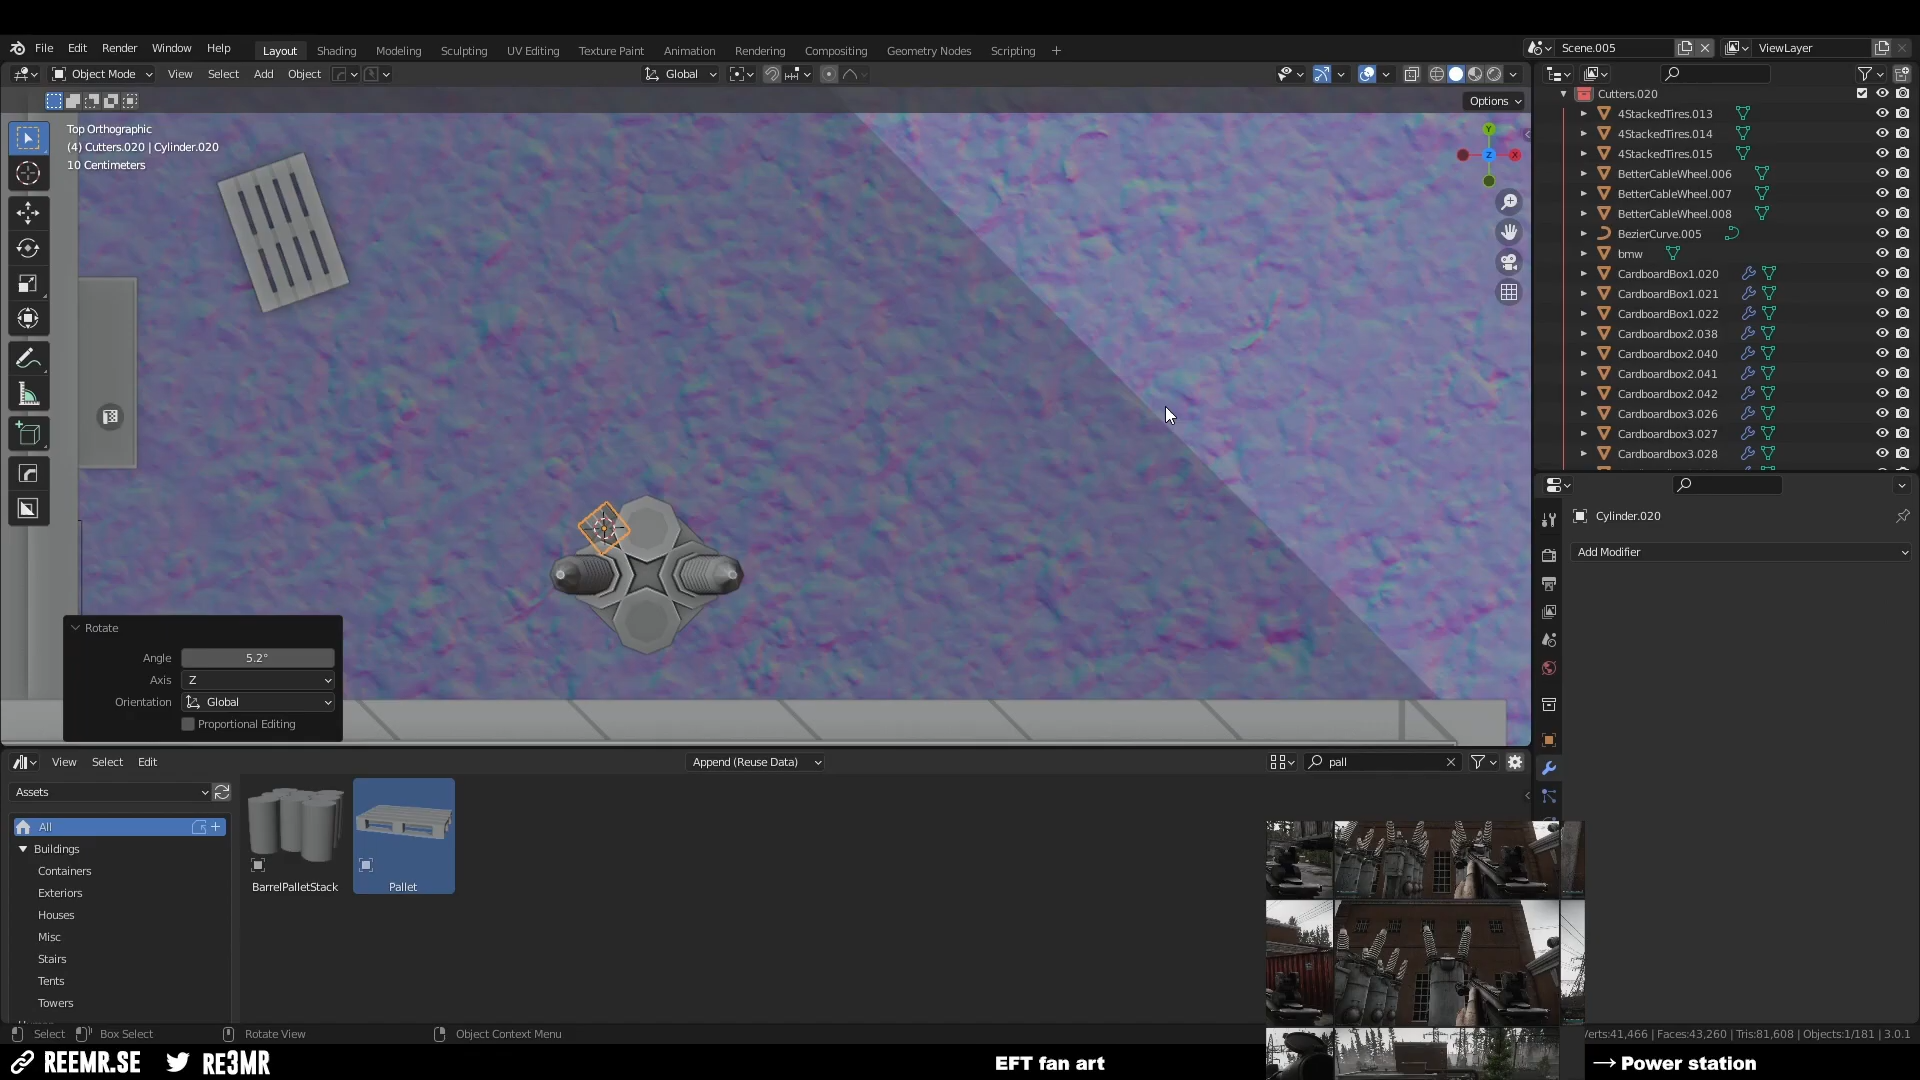 File Edit Render Window Help Layout Shading Modeling Sculpting UV Editing Texture Paint Animation Rendering Compositing Geometry Nodes Scripting + Scene.005 ViewLayer
Object Mode View Select Add Object Global
Options
Top Orthographic
(4) Cutters.020 | Cylinder.020
10 Centimeters
Y
Z X
Cutters.020
4StackedTires.013
4StackedTires.014
4StackedTires.015
BetterCableWheel.006
BetterCableWheel.007
BetterCableWheel.008
BezierCurve.005
bmw
CardboardBox1.020
CardboardBox1.021
CardboardBox1.022
Cardboardbox2.038
Cardboardbox2.040
Cardboardbox2.041
Cardboardbox2.042
Cardboardbox3.026
Cardboardbox3.027
Cardboardbox3.028
Cylinder.020
Add Modifier
Rotate
Angle 5.2°
Axis Z
Orientation Global
Proportional Editing
View Select Edit Append (Reuse Data) pall
Assets
All
Buildings
Containers
Exteriors
Houses
Misc
Stairs
Tents
Towers
BarrelPalletStack
Pallet
Select Box Select Rotate View Object Context Menu
Verts:41,466 | Faces:43,260 | Tris:81,608 | Objects:1/181 | 3.0.1
REEMR.SE RE3MR EFT fan art → Power station